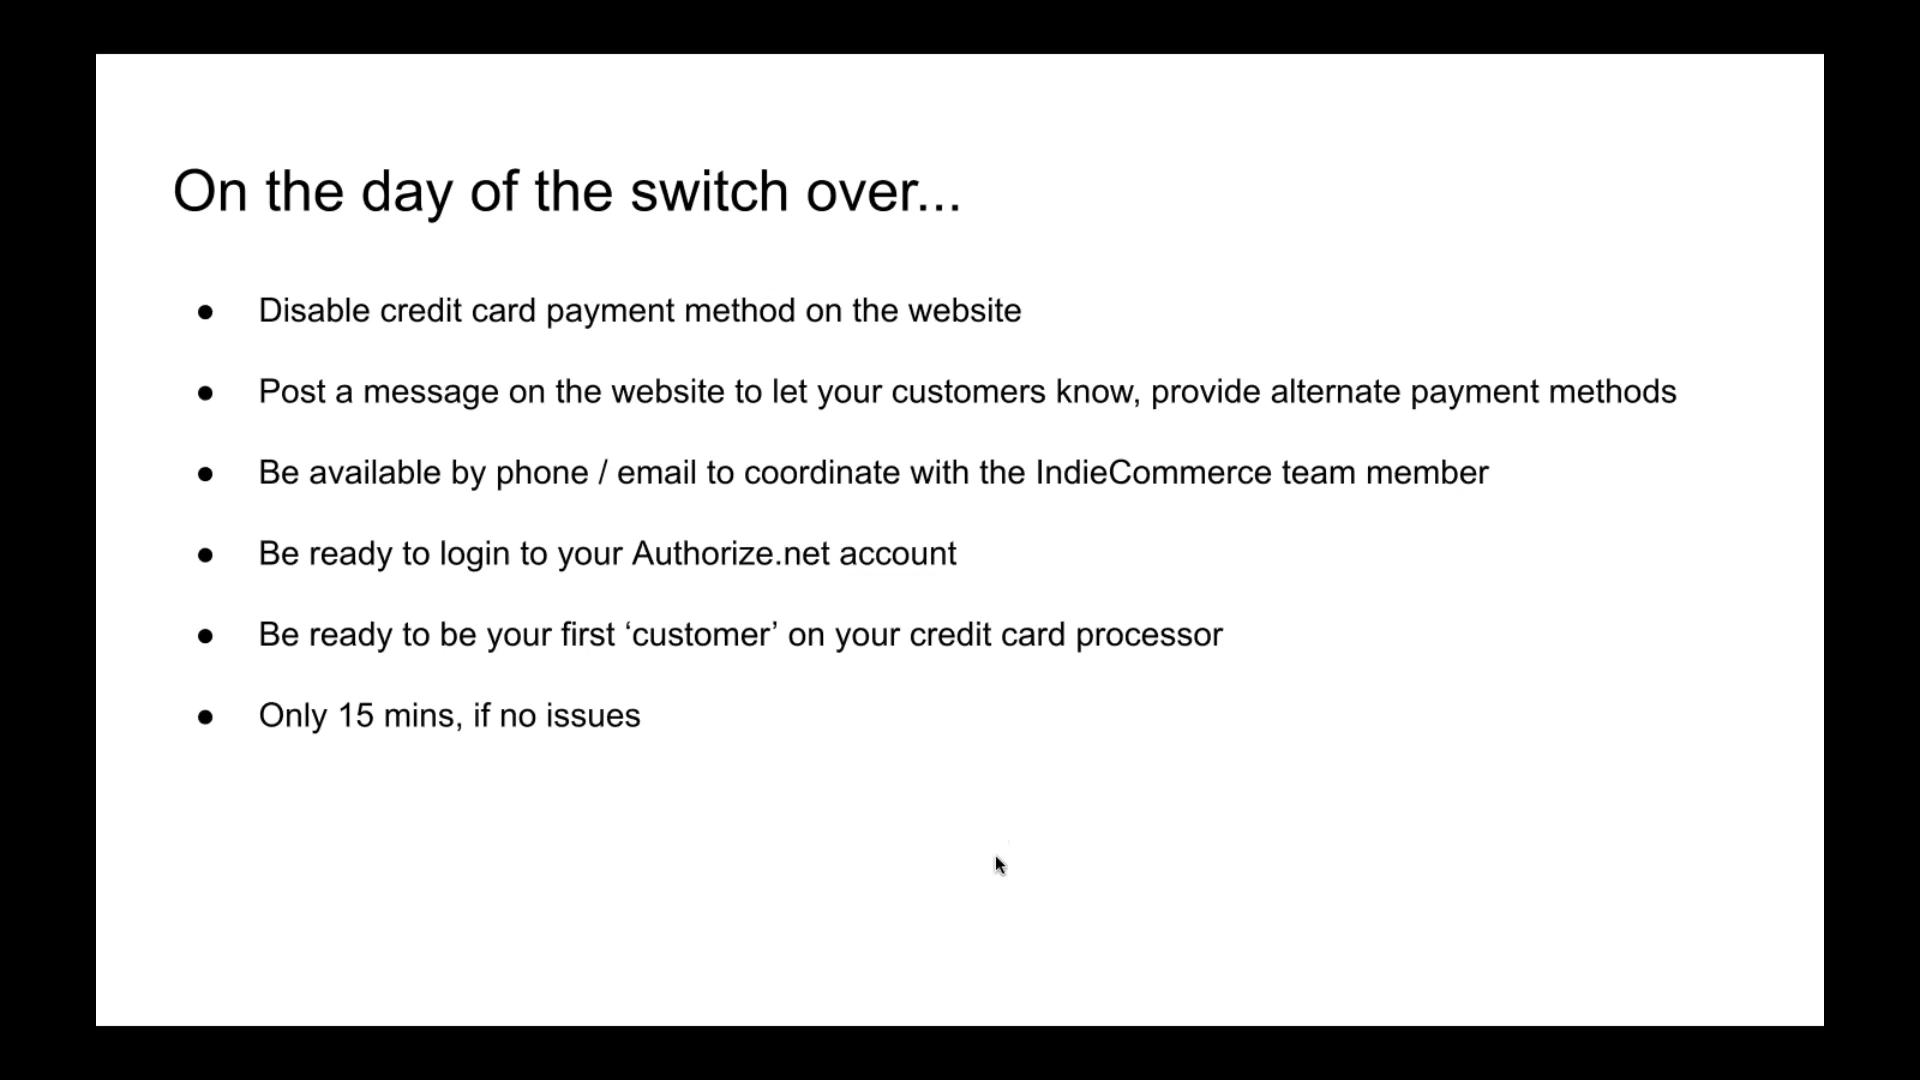 On the day of the switch over...
● Disable credit card payment method on the website
● Post a message on the website to let your customers know, provide alternate payment methods
● Be available by phone / email to coordinate with the IndieCommerce team member
● Be ready to login to your Authorize.net account
● Be ready to be your first ‘customer’ on your credit card processor
● Only 15 mins, if no issues